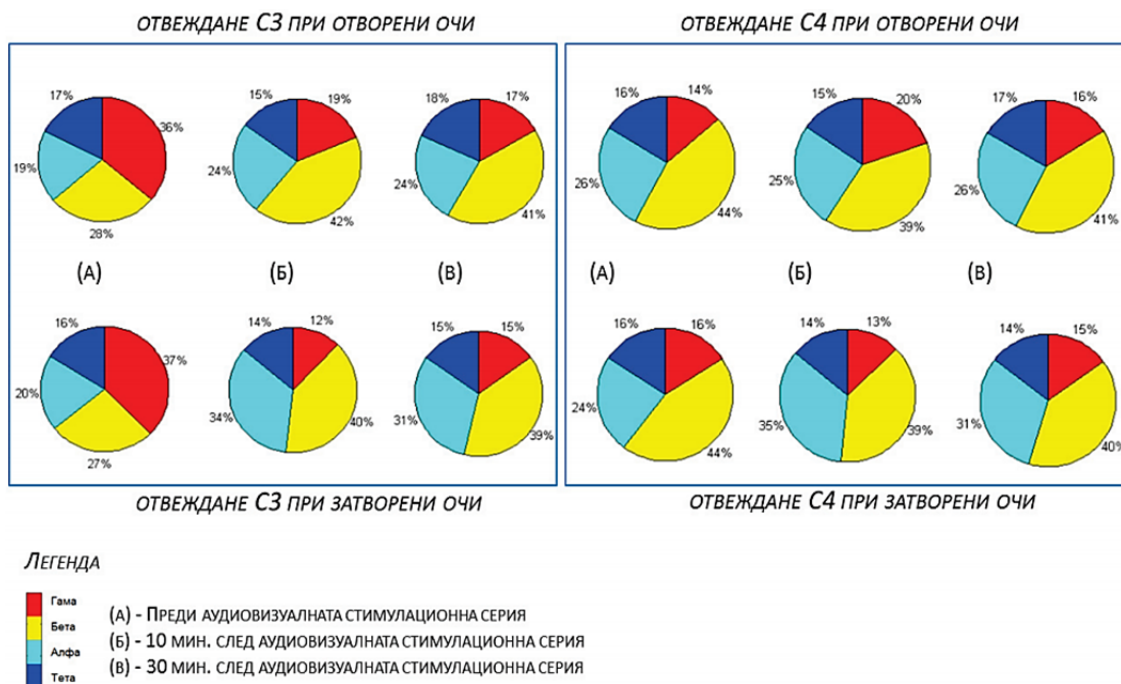 ОТВЕЖДАНЕ С3 ПРИ ОТВОРЕНИ ОЧИ
ОТВЕЖДАНЕ С4 ПРИ ОТВОРЕНИ ОЧИ
17%
36%
19%
28%
15%
19%
24%
42%
18%
17%
24%
41%
16%
14%
26%
44%
15%
20%
25%
39%
17%
16%
26%
41%
(А)
(Б)
(В)
(А)
(Б)
(В)
16%
37%
20%
27%
14%
12%
34%
40%
15%
15%
31%
39%
16%
16%
24%
44%
14%
13%
35%
39%
14%
15%
31%
40%
ОТВЕЖДАНЕ С3 ПРИ ЗАТВОРЕНИ ОЧИ
ОТВЕЖДАНЕ С4 ПРИ ЗАТВОРЕНИ ОЧИ
ЛЕГЕНДА
Гама
Бета
Алфа
Тета
(А) - ПРЕДИ АУДИОВИЗУАЛНАТА СТИМУЛАЦИОННА СЕРИЯ
(Б) - 10 МИН. СЛЕД АУДИОВИЗУАЛНАТА СТИМУЛАЦИОННА СЕРИЯ
(В) - 30 МИН. СЛЕД АУДИОВИЗУАЛНАТА СТИМУЛАЦИОННА СЕРИЯ